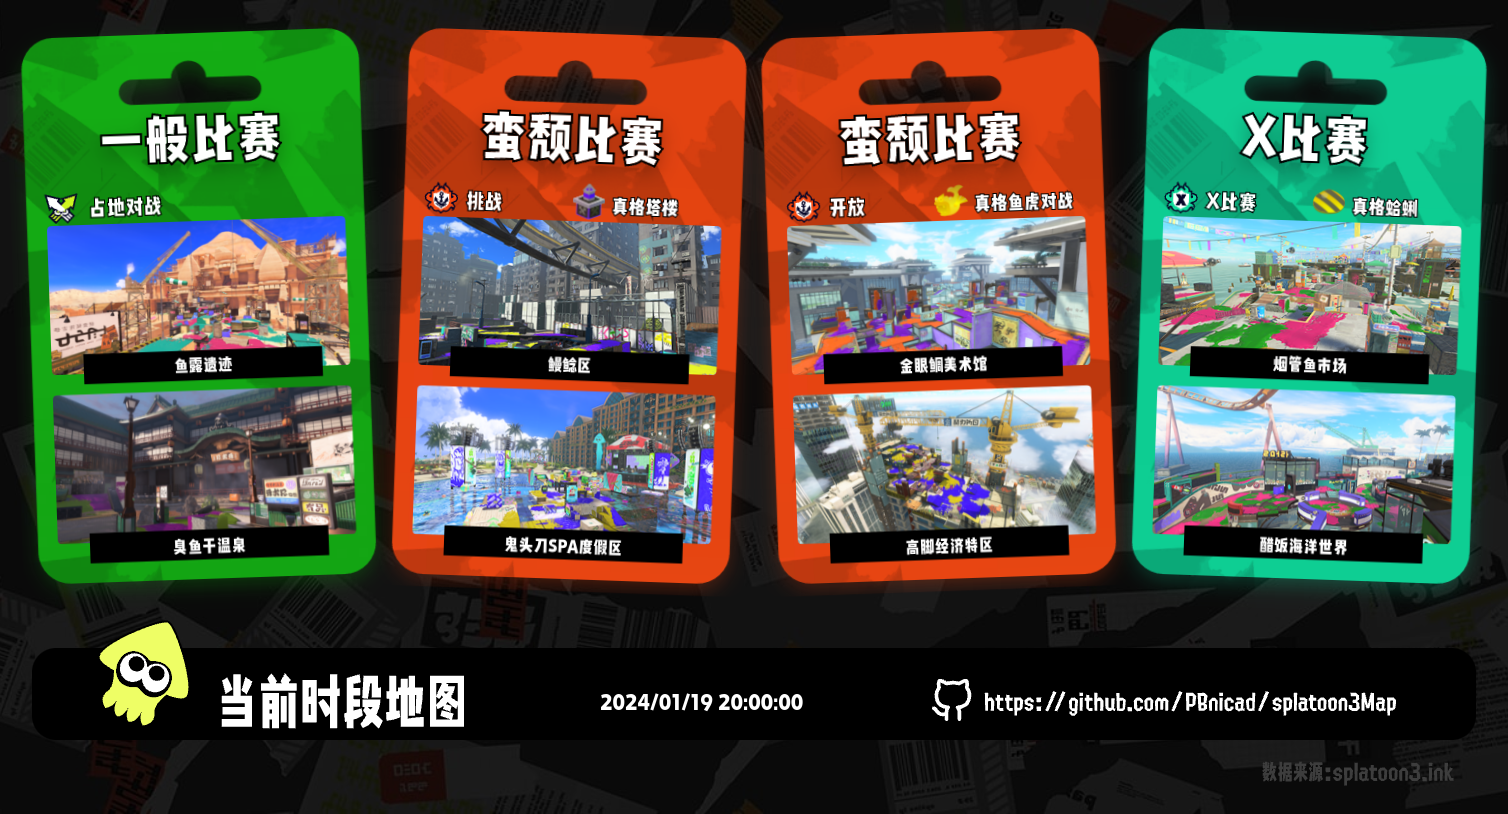 一般比赛
占地对战
鱼露遗迹
臭鱼干温泉
蛮颓比赛
挑战
真格塔楼
鳗鲶区
鬼头刀SPA度假区
蛮颓比赛
开放
真格鱼虎对战
金眼鲷美术馆
高脚经济特区
X比赛
X比赛
真格蛤蜊
烟管鱼市场
醋饭海洋世界
当前时段地图
2024/01/19 20:00:00
https://github.com/PBnicad/splatoon3Map
数据来源:splatoon3.ink